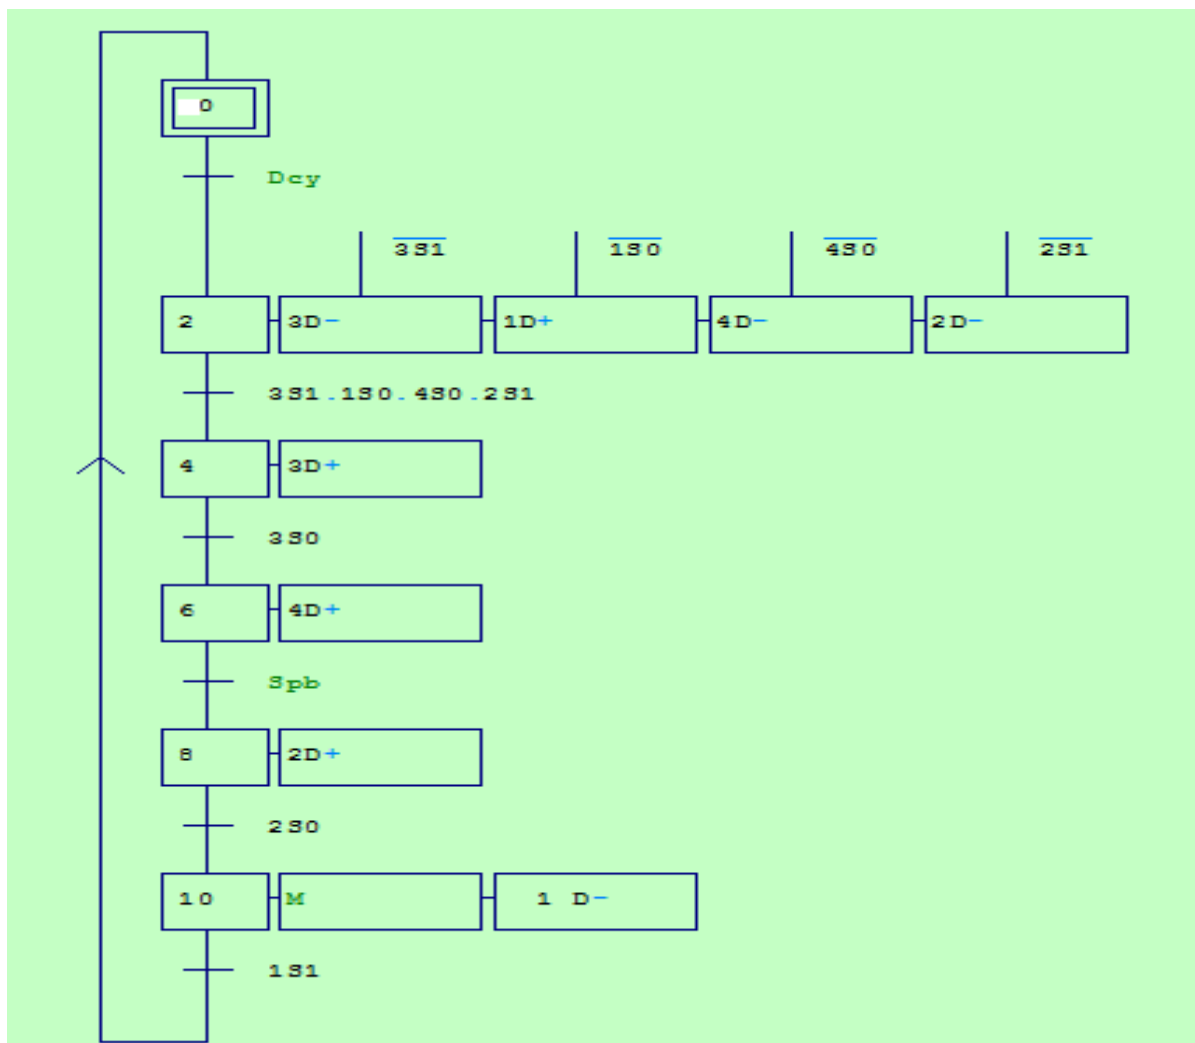 0
Dcy
3S1 1S0 4S0 2S1
2 3D- 1D+ 4D- 2D-
3S1.1S0.4S0.2S1
4 3D+
3S0
6 4D+
Spb
8 2D+
2S0
10 M 1 D-
1S1